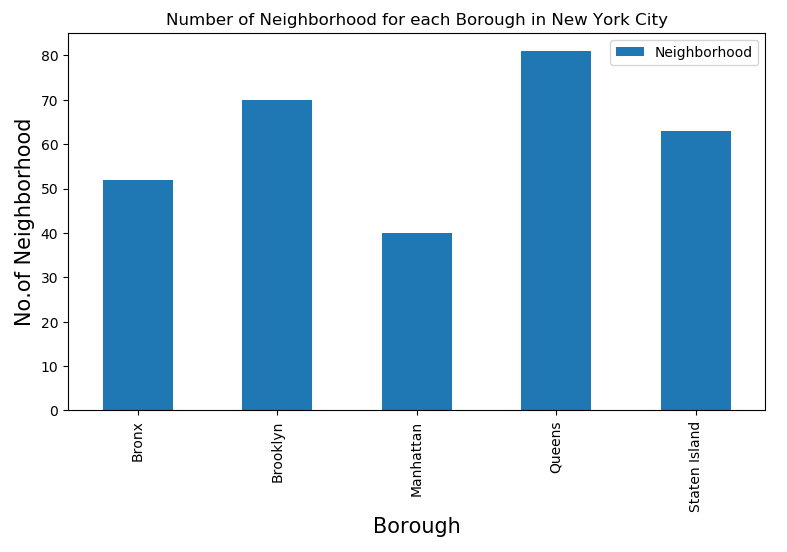 Number of Neighborhood for each Borough in New York City
Neighborhood
80
70
60
50
40
30
20
10
0
No.of Neighborhood
Bronx
Brooklyn
Manhattan
Queens
Staten Island
Borough